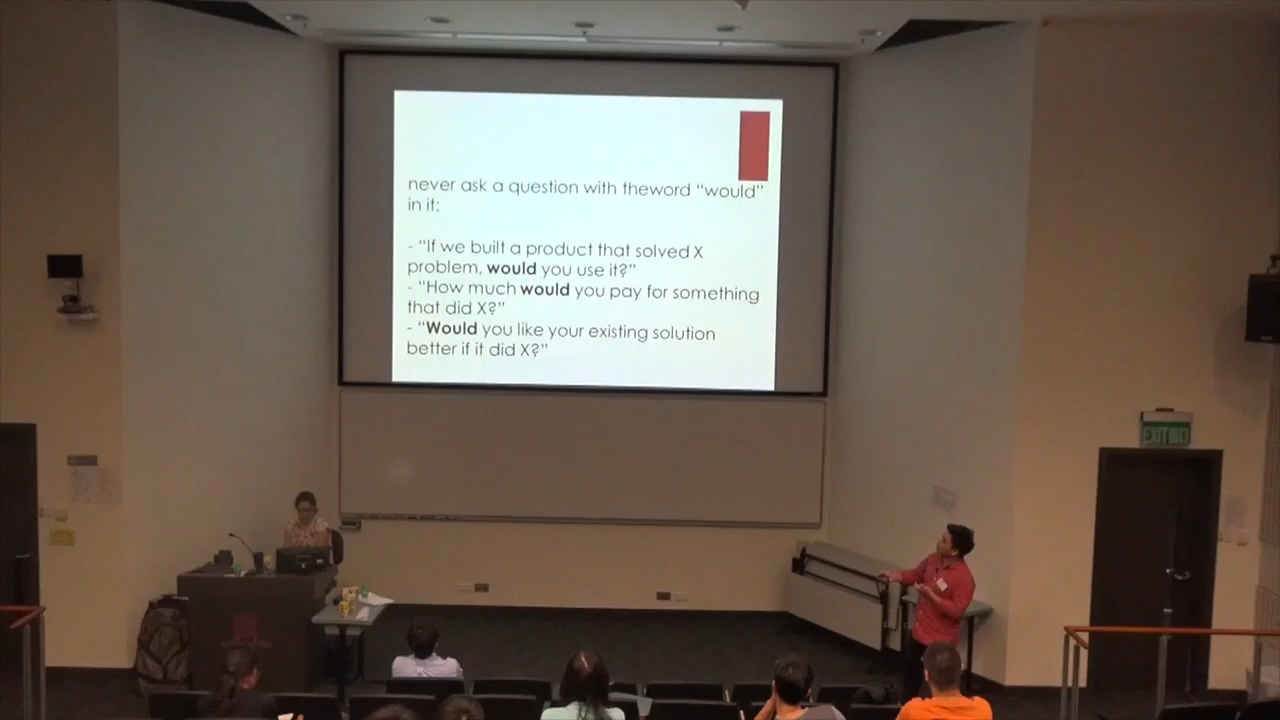 never ask a question with theword “would”
in it:
- “If we built a product that solved X
problem, would you use it?”
- “How much would you pay for something
that did X?”
- “Would you like your existing solution
better if it did X?”
EXIT